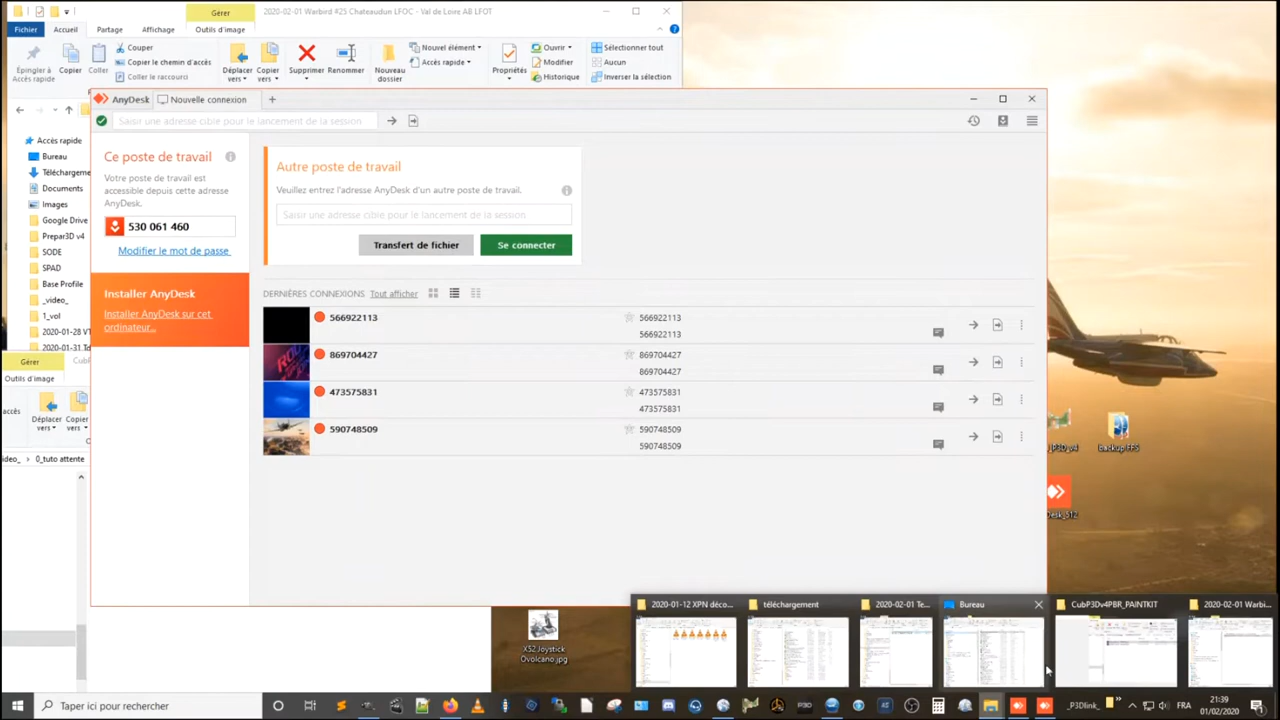 Gérer
2020-02-01 Warbird #25 Chateaudun LFOC - Val de Loire AB LFOT
Fichier
Accueil
Partage
Affichage
Outils d'image
Épingler à
Accès rapide
Copier
Coller
Couper
Copier le chemin d'accès
Coller le raccourci
Déplacer
vers
Copier
vers
Supprimer
Renommer
Nouveau
dossier
Nouvel élément
Accès rapide
Propriétés
Ouvrir
Modifier
Historique
Sélectionner tout
Aucun
Inverser la sélection
AnyDesk
Nouvelle connexion
Saisir une adresse cible pour le lancement de la session
Accès rapide
Bureau
Téléchargeme
Documents
Images
Google Drive
Prepar3D v4
SODE
SPAD
Base Profile
_video_
1_vol
2020-01-28 VT
2020-01-31 Td
Ce poste de travail
Votre poste de travail est
accessible depuis cette adresse
AnyDesk.
530 061 460
Modifier le mot de passe
Installer AnyDesk
Installer AnyDesk sur cet
ordinateur...
Autre poste de travail
Veuillez entrez l'adresse AnyDesk d'un autre poste de travail.
Saisir une adresse cible pour le lancement de la session
Transfert de fichier
Se connecter
DERNIÈRES CONNEXIONS
Tout afficher
566922113
566922113
566922113
869704427
869704427
869704427
473575831
473575831
473575831
590748509
590748509
590748509
Gérer
Outils d'image
accès
Déplacer
vers
Copier
vers
0_tuto attente
_P3D_v4
backup FFS
X52 Joystick
Ovolcano.jpg
2020-01-12 XPN déco...
téléchargement
2020-02-01 Te...
Bureau
CubP3Dv4PBR_PAINTKIT
2020-02-01 Warbi...
Taper ici pour rechercher
_P3Dlink_
FRA
21:39
01/02/2020